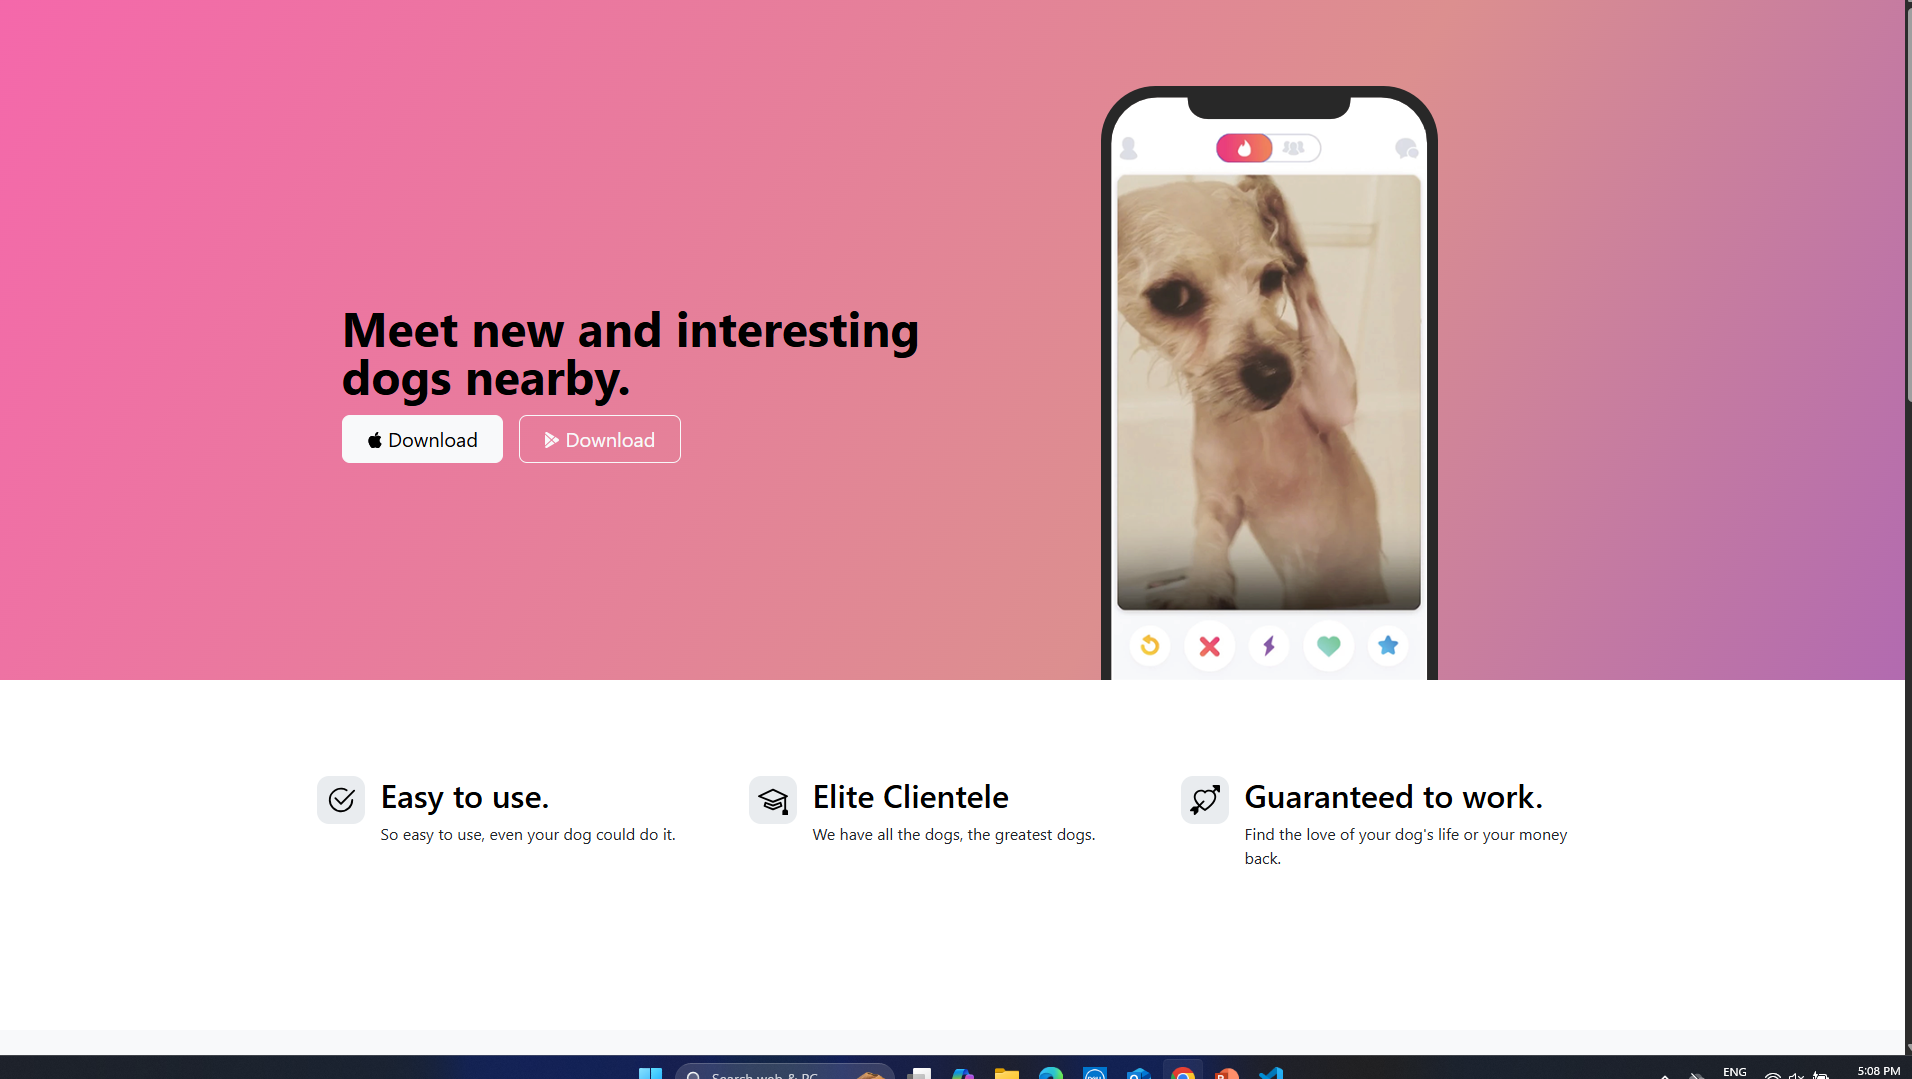 Meet new and interesting
dogs nearby.
Download
Download
Easy to use.
So easy to use, even your dog could do it.
Elite Clientele
We have all the dogs, the greatest dogs.
Guaranteed to work.
Find the love of your dog's life or your money
back.
Search web & PC
ENG
5:08 PM